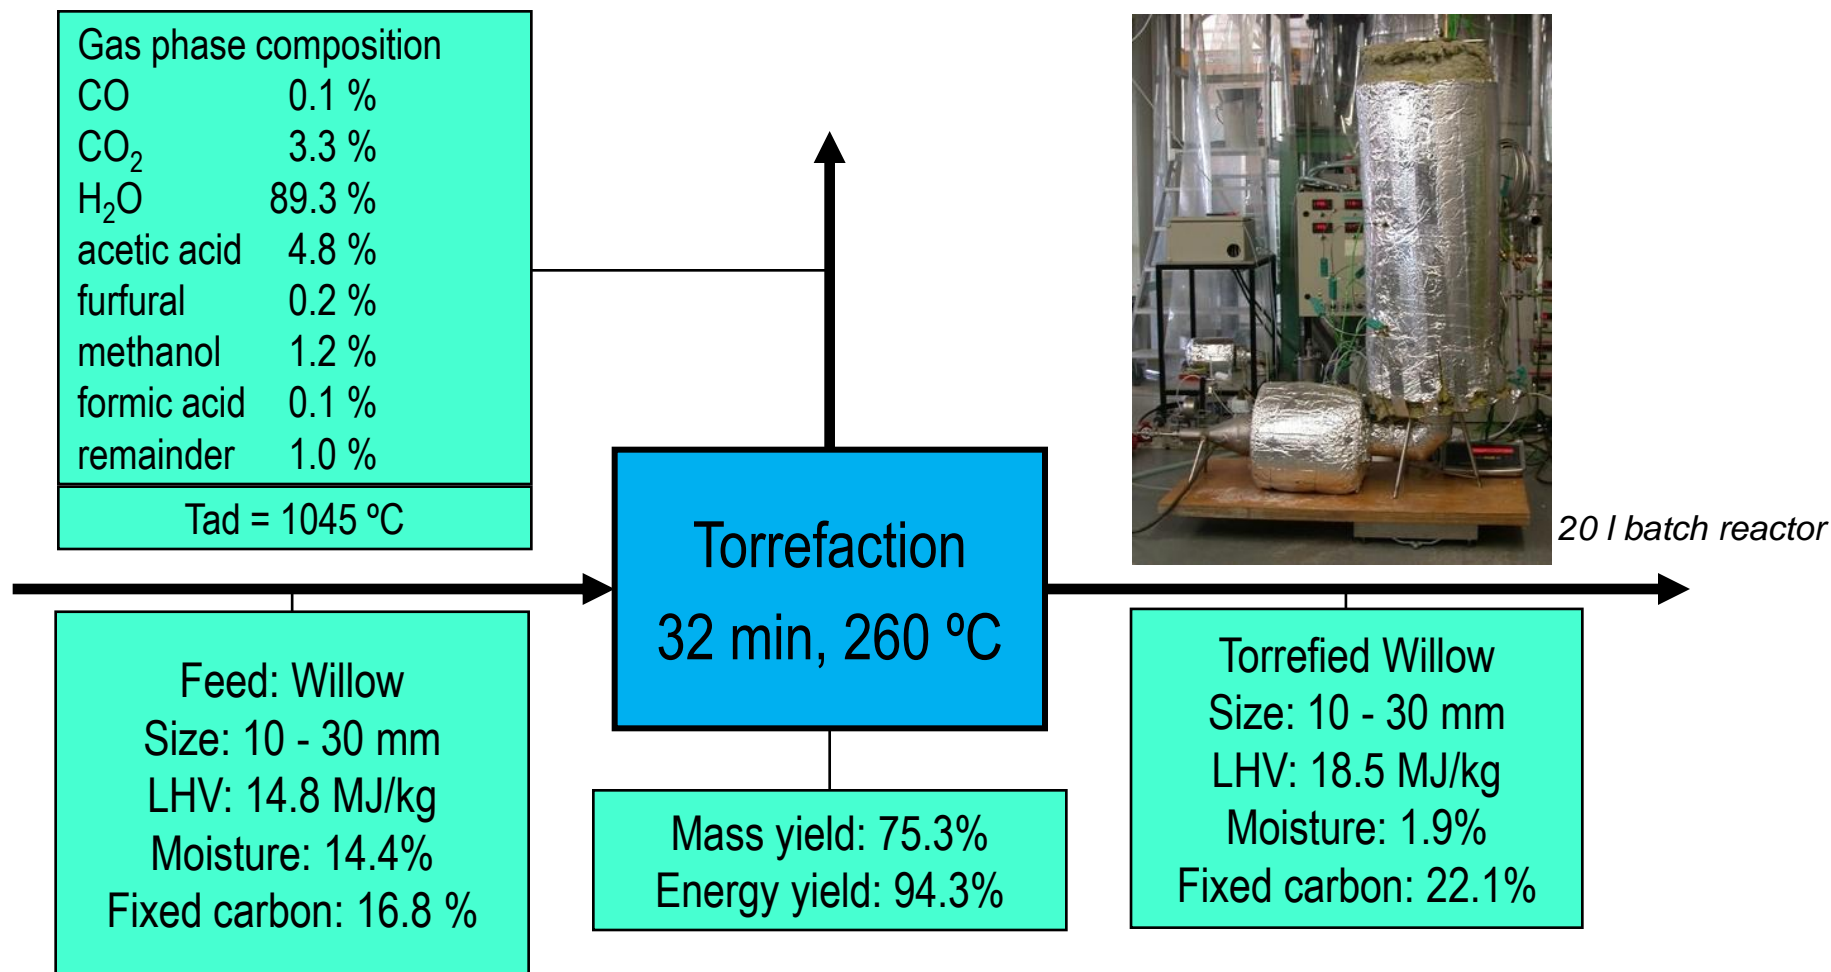 Gas phase composition
CO 0.1 %
CO₂ 3.3 %
H₂O 89.3 %
acetic acid 4.8 %
furfural 0.2 %
methanol 1.2 %
formic acid 0.1 %
remainder 1.0 %
Tad = 1045 ºC
20 l batch reactor
Torrefaction
32 min, 260 ºC
Feed: Willow
Size: 10 - 30 mm
LHV: 14.8 MJ/kg
Moisture: 14.4%
Fixed carbon: 16.8 %
Mass yield: 75.3%
Energy yield: 94.3%
Torrefied Willow
Size: 10 - 30 mm
LHV: 18.5 MJ/kg
Moisture: 1.9%
Fixed carbon: 22.1%